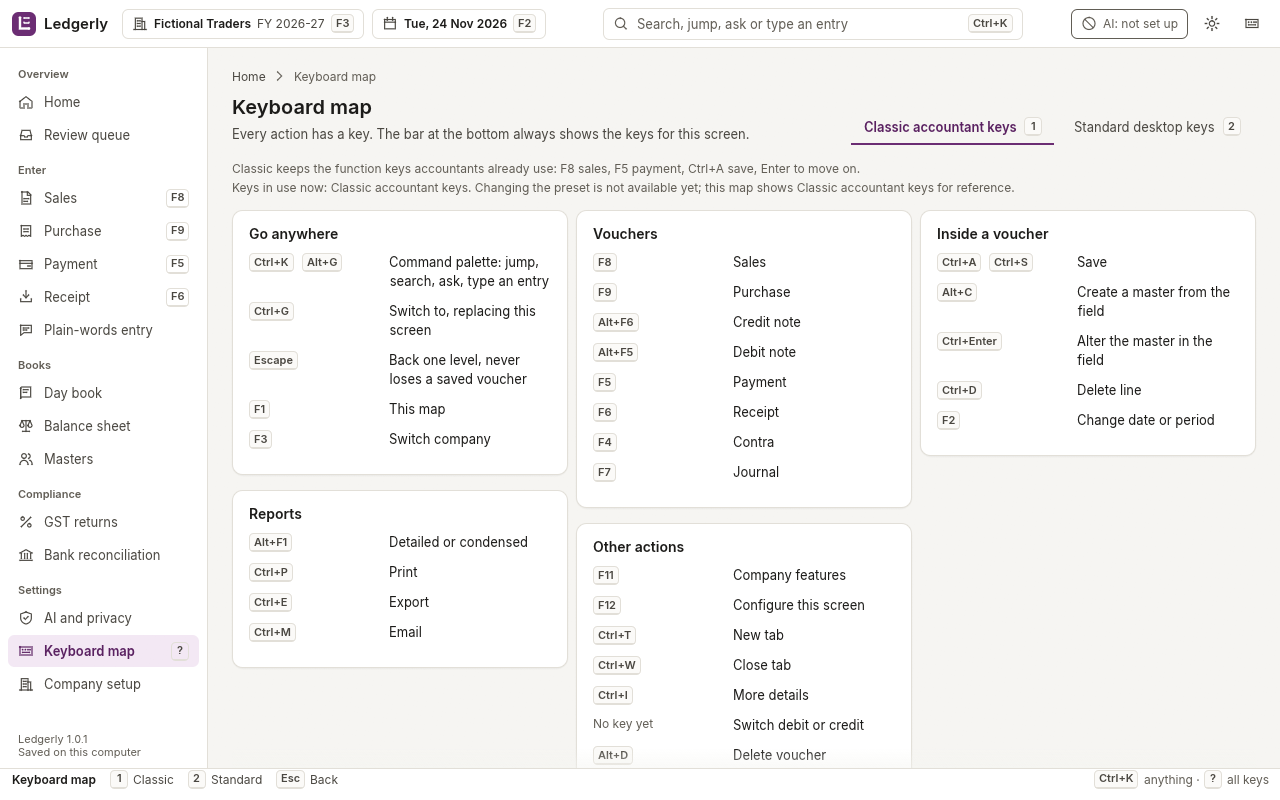 Ledgerly
Fictional Traders FY 2026-27 F3
Tue, 24 Nov 2026 F2
Search, jump, ask or type an entry Ctrl+K
AI: not set up
Overview
Home
Review queue
Enter
Sales F8
Purchase F9
Payment F5
Receipt F6
Plain-words entry
Books
Day book
Balance sheet
Masters
Compliance
GST returns
Bank reconciliation
Settings
AI and privacy
Keyboard map ?
Company setup
Ledgerly 1.0.1
Saved on this computer
Home > Keyboard map
Keyboard map
Every action has a key. The bar at the bottom always shows the keys for this screen.
Classic accountant keys 1
Standard desktop keys 2
Classic keeps the function keys accountants already use: F8 sales, F5 payment, Ctrl+A save, Enter to move on.
Keys in use now: Classic accountant keys. Changing the preset is not available yet; this map shows Classic accountant keys for reference.
Go anywhere
Ctrl+K Alt+G Command palette: jump,
search, ask, type an entry
Ctrl+G Switch to, replacing this
screen
Escape Back one level, never
loses a saved voucher
F1 This map
F3 Switch company
Reports
Alt+F1 Detailed or condensed
Ctrl+P Print
Ctrl+E Export
Ctrl+M Email
Vouchers
F8 Sales
F9 Purchase
Alt+F6 Credit note
Alt+F5 Debit note
F5 Payment
F6 Receipt
F4 Contra
F7 Journal
Other actions
F11 Company features
F12 Configure this screen
Ctrl+T New tab
Ctrl+W Close tab
Ctrl+I More details
No key yet Switch debit or credit
Alt+D Delete voucher
Inside a voucher
Ctrl+A Ctrl+S Save
Alt+C Create a master from the
field
Ctrl+Enter Alter the master in the
field
Ctrl+D Delete line
F2 Change date or period
Keyboard map 1 Classic 2 Standard Esc Back
Ctrl+K anything · ? all keys